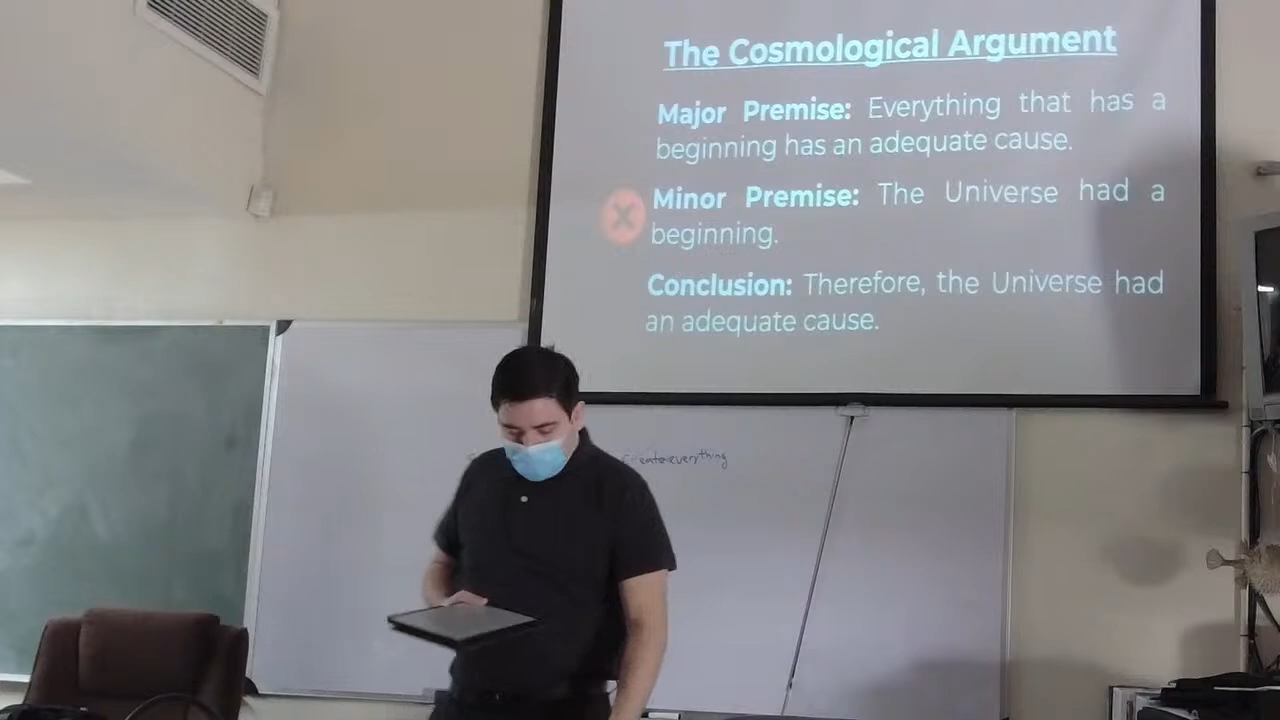 The Cosmological Argument
Major Premise: Everything that has a
beginning has an adequate cause.
Minor Premise: The Universe had a
beginning.
Conclusion: Therefore, the Universe had
an adequate cause.
everything